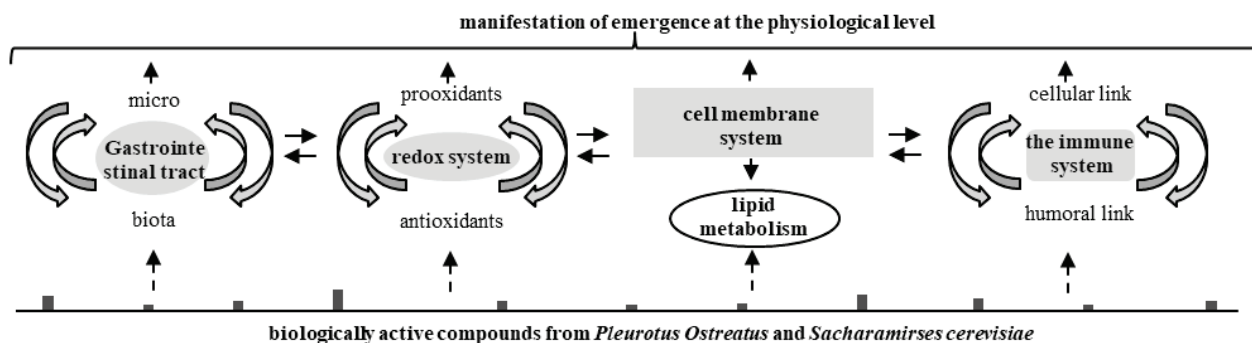 manifestation of emergence at the physiological level
micro
Gastrointe
stinal tract
biota
prooxidants
redox system
antioxidants
cell membrane
system
lipid
metabolism
cellular link
the immune
system
humoral link
biologically active compounds from Pleurotus Ostreatus and Sacharamirses cerevisiae